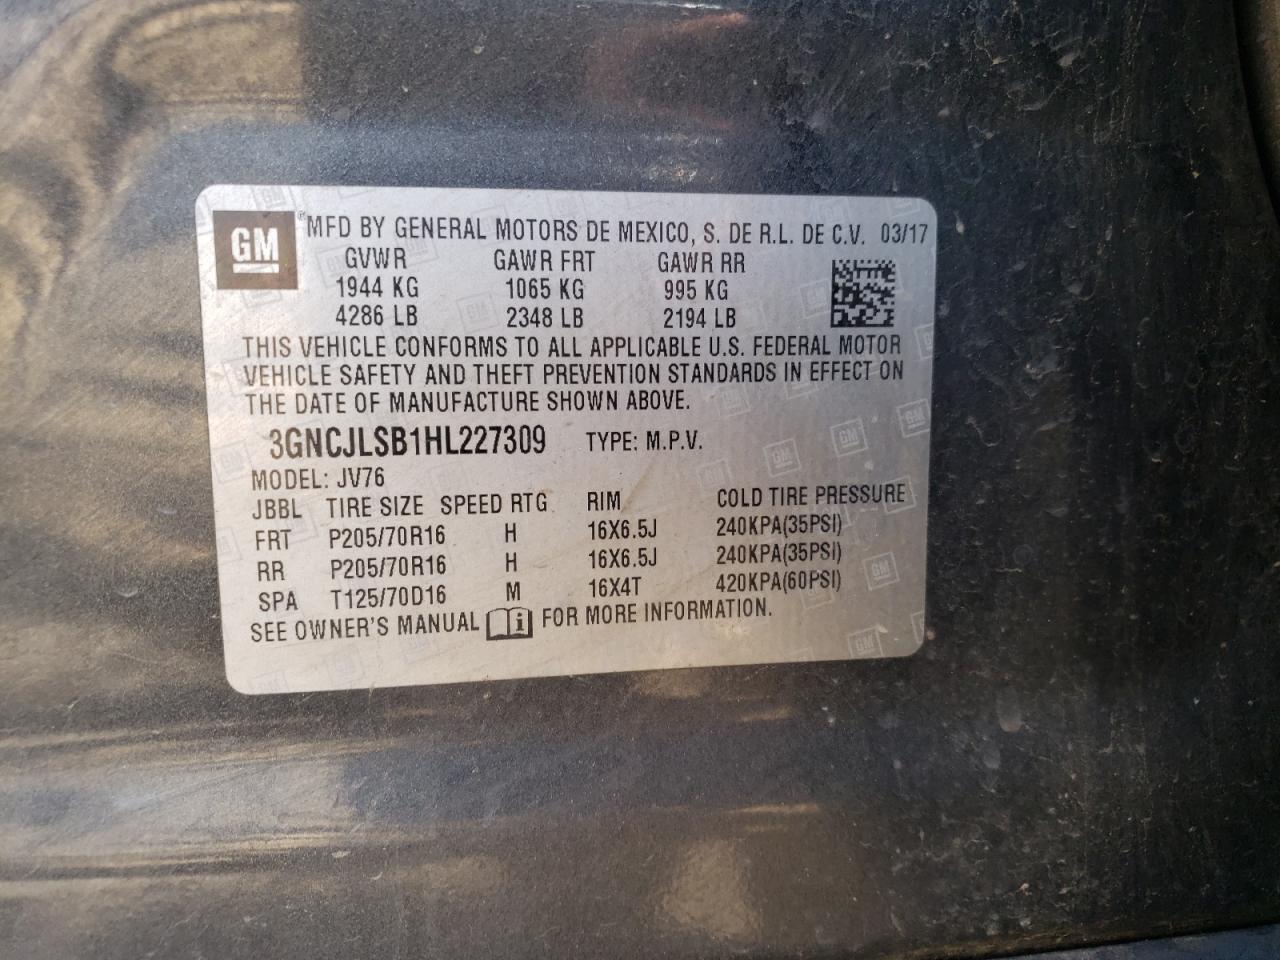 GM ® MFD BY GENERAL MOTORS DE MEXICO, S. DE R.L. DE C.V. 03/17
GVWR GAWR FRT GAWR RR
1944 KG 1065 KG 995 KG
4286 LB 2348 LB 2194 LB
THIS VEHICLE CONFORMS TO ALL APPLICABLE U.S. FEDERAL MOTOR
VEHICLE SAFETY AND THEFT PREVENTION STANDARDS IN EFFECT ON
THE DATE OF MANUFACTURE SHOWN ABOVE.
3GNCJLSB1HL227309 TYPE: M.P.V.
MODEL: JV76
JBBL TIRE SIZE SPEED RTG RIM COLD TIRE PRESSURE
FRT P205/70R16 H 16X6.5J 240KPA(35PSI)
RR P205/70R16 H 16X6.5J 240KPA(35PSI)
SPA T125/70D16 M 16X4T 420KPA(60PSI)
SEE OWNER'S MANUAL FOR MORE INFORMATION.